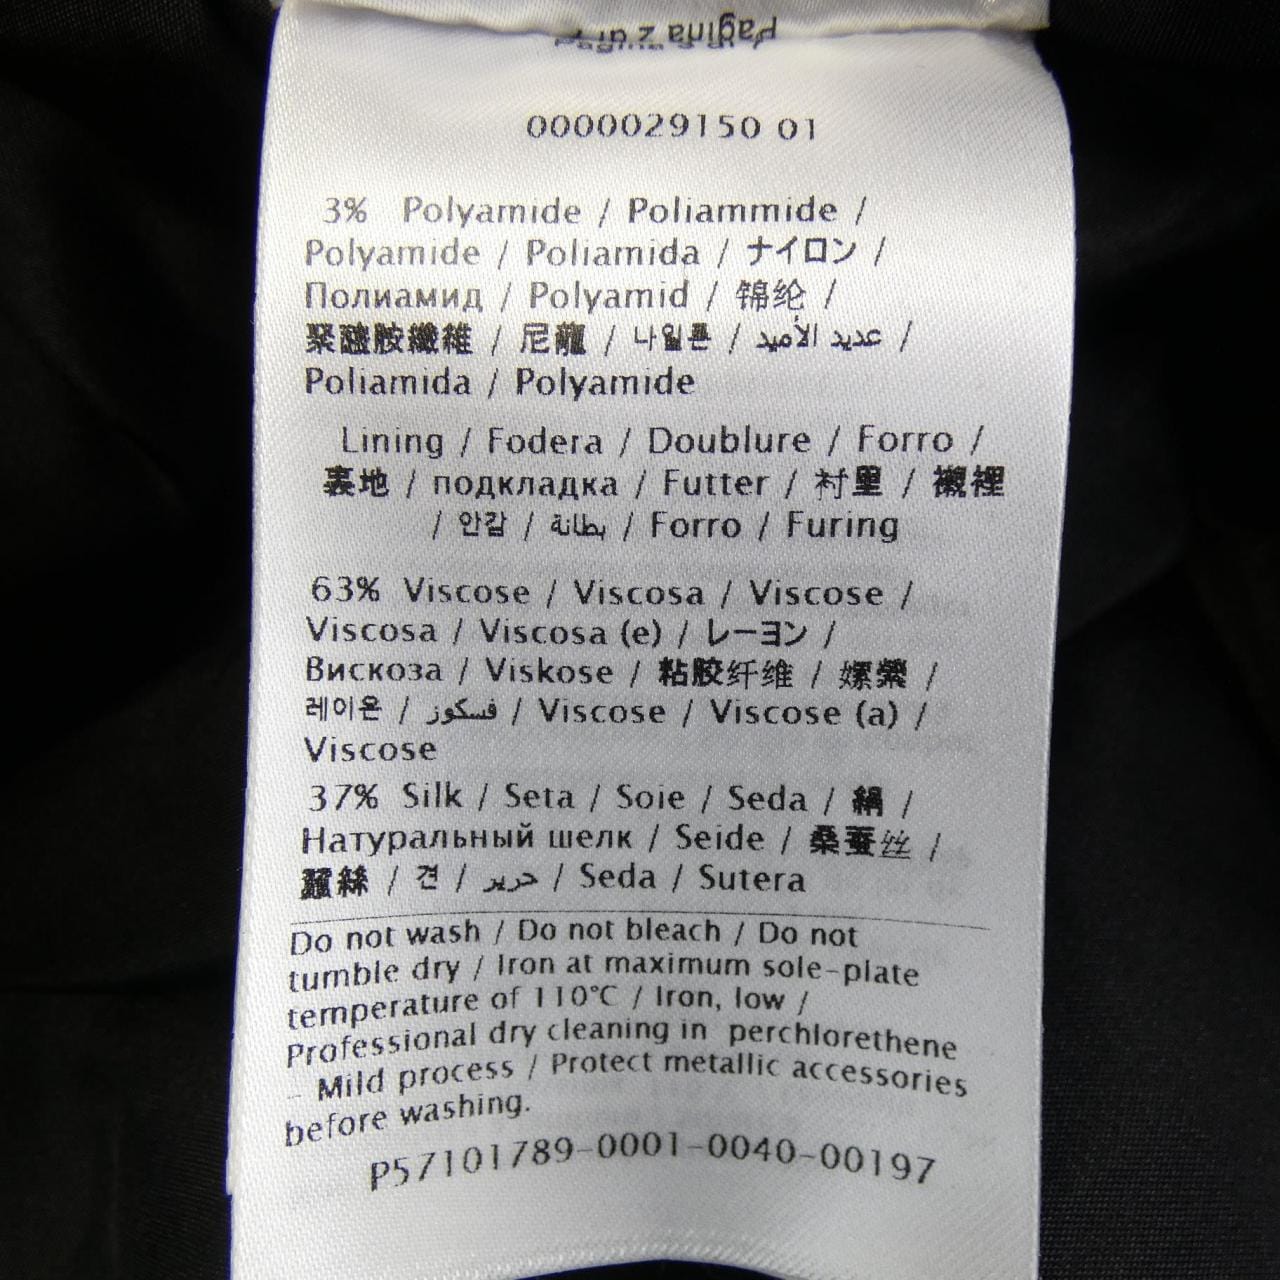 Pagina 2 di
0000029150 01
3% Polyamide / Poliammide /
Polyamide / Poliamida / ナイロン /
Полиамид / Polyamid / 锦纶 /
聚醯胺纖維 / 尼龍 / 나일론 / عديد الأميد /
Poliamida / Polyamide
Lining / Fodera / Doublure / Forro /
裏地 / подкладка / Futter / 衬里 / 襯裡
/ 안감 / بطانة / Forro / Furing
63% Viscose / Viscosa / Viscose /
Viscosa / Viscosa (e) / レーヨン /
Вискоза / Viskose / 粘胶纤维 / 嫘縈 /
레이온 / فسكوز / Viscose / Viscose (a) /
Viscose
37% Silk / Seta / Soie / Seda / 絹 /
Натуральный шелк / Seide / 桑蚕丝 /
蠶絲 / 견 / حرير / Seda / Sutera
Do not wash / Do not bleach / Do not
tumble dry / Iron at maximum sole-plate
temperature of 110°C / Iron, low /
Professional dry cleaning in perchlorethene
- Mild process / Protect metallic accessories
before washing.
P57101789-0001-0040-00197